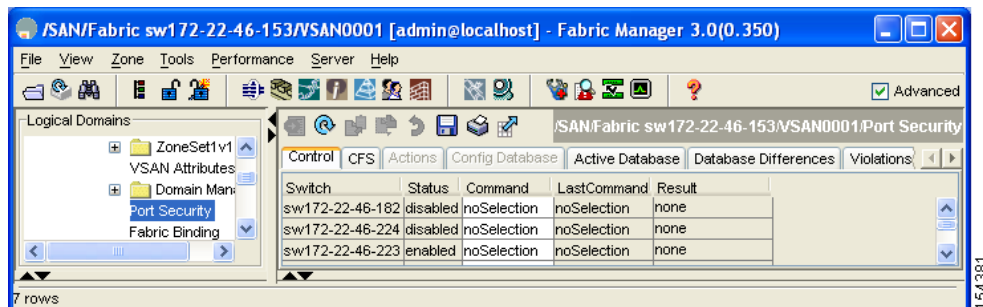 /SAN/Fabric sw172-22-46-153/VSAN0001 [admin@localhost] - Fabric Manager 3.0(0.350)
File View Zone Tools Performance Server Help
Advanced
Logical Domains
ZoneSet1v1
VSAN Attributes
Domain Mana
Port Security
Fabric Binding
/SAN/Fabric sw172-22-46-153/VSAN0001/Port Security
Control CFS Actions Config Database Active Database Database Differences Violations
Switch Status Command LastCommand Result
sw172-22-46-182 disabled noSelection noSelection none
sw172-22-46-224 disabled noSelection noSelection none
sw172-22-46-223 enabled noSelection noSelection none
7 rows
154381